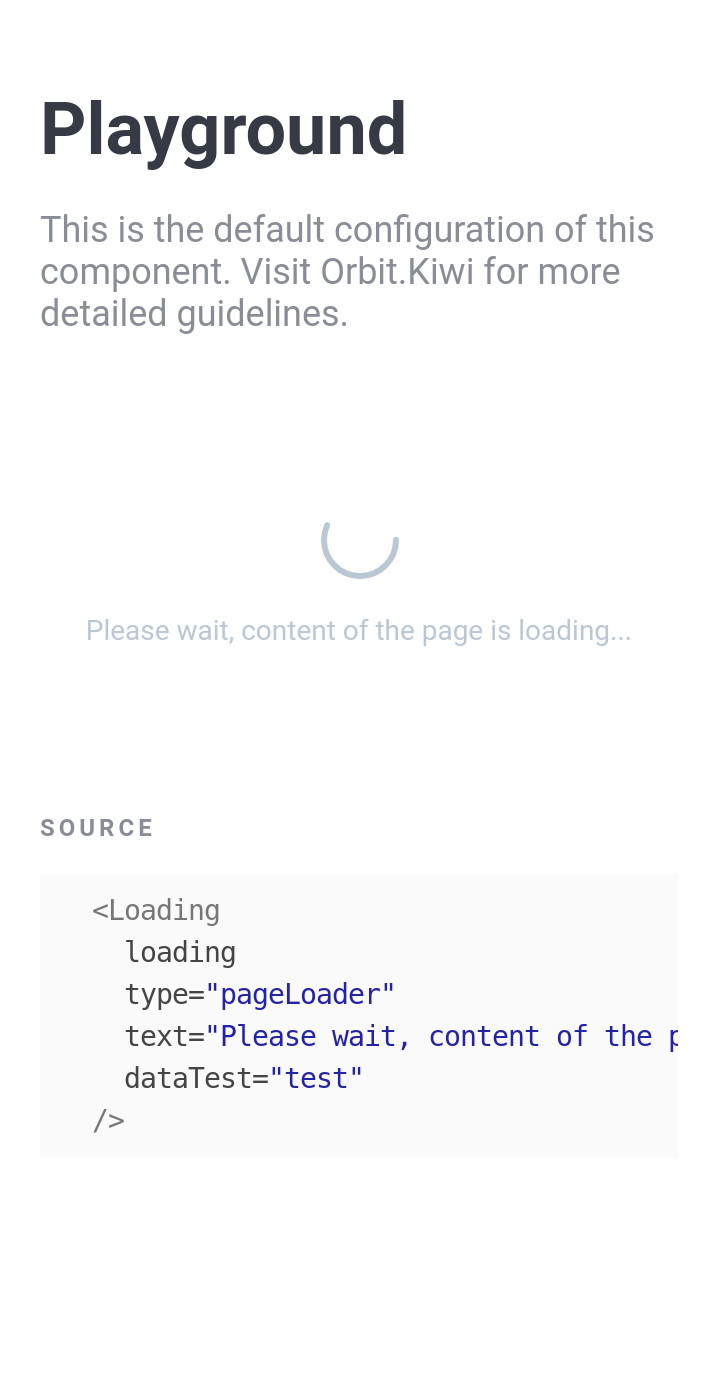 Playground
This is the default configuration of this
component. Visit Orbit.Kiwi for more
detailed guidelines.
Please wait, content of the page is loading...
SOURCE
<Loading
loading
type="pageLoader"
text="Please wait, content of the p
dataTest="test"
/>